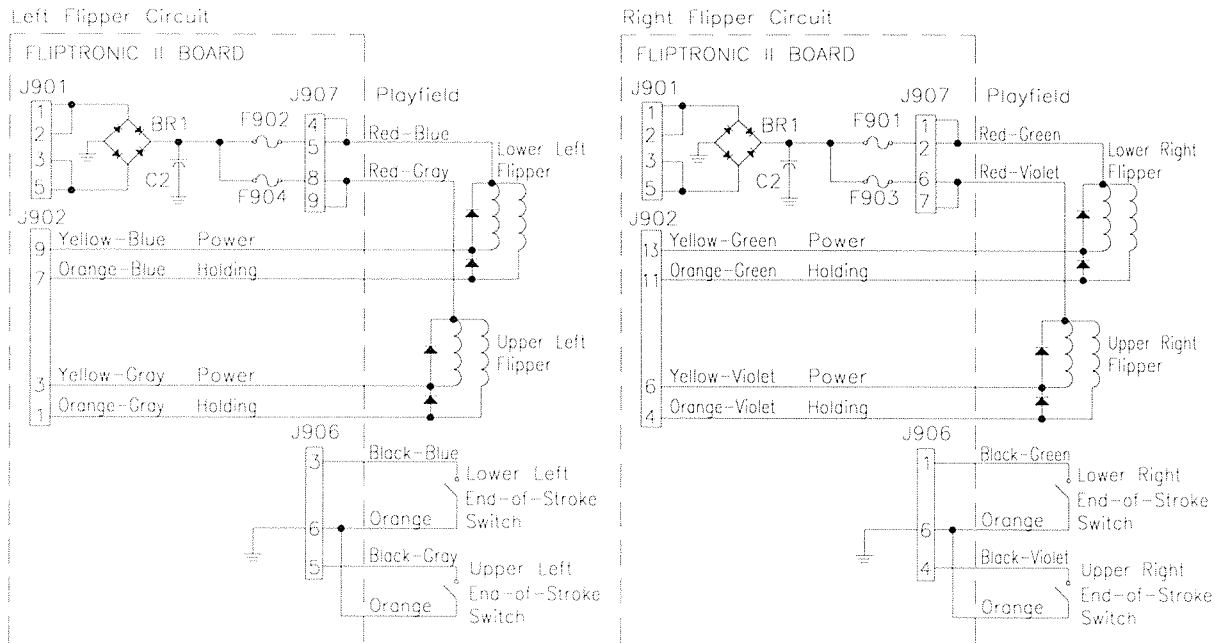 Left Flipper Circuit
FLIPTRONIC II BOARD
J901
1
2
3
5
BR1
C2
F902
F904
J907
4
5
8
9
Playfield
Red-Blue
Red-Gray
Lower Left
Flipper
J902
9
7
3
1
Yellow-Blue Power
Orange-Blue Holding
Upper Left
Flipper
Yellow-Gray Power
Orange-Gray Holding
J906
3
6
5
Black-Blue
Lower Left
End-of-Stroke
Switch
Orange
Black-Gray
Upper Left
End-of-Stroke
Switch
Orange
Right Flipper Circuit
FLIPTRONIC II BOARD
J901
1
2
3
5
BR1
C2
F901
F903
J907
1
2
6
7
Playfield
Red-Green
Red-Violet
Lower Right
Flipper
J902
13
11
6
4
Yellow-Green Power
Orange-Green Holding
Upper Right
Flipper
Yellow-Violet Power
Orange-Violet Holding
J906
1
6
4
Black-Green
Lower Right
End-of-Stroke
Switch
Orange
Black-Violet
Upper Right
End-of-Stroke
Switch
Orange